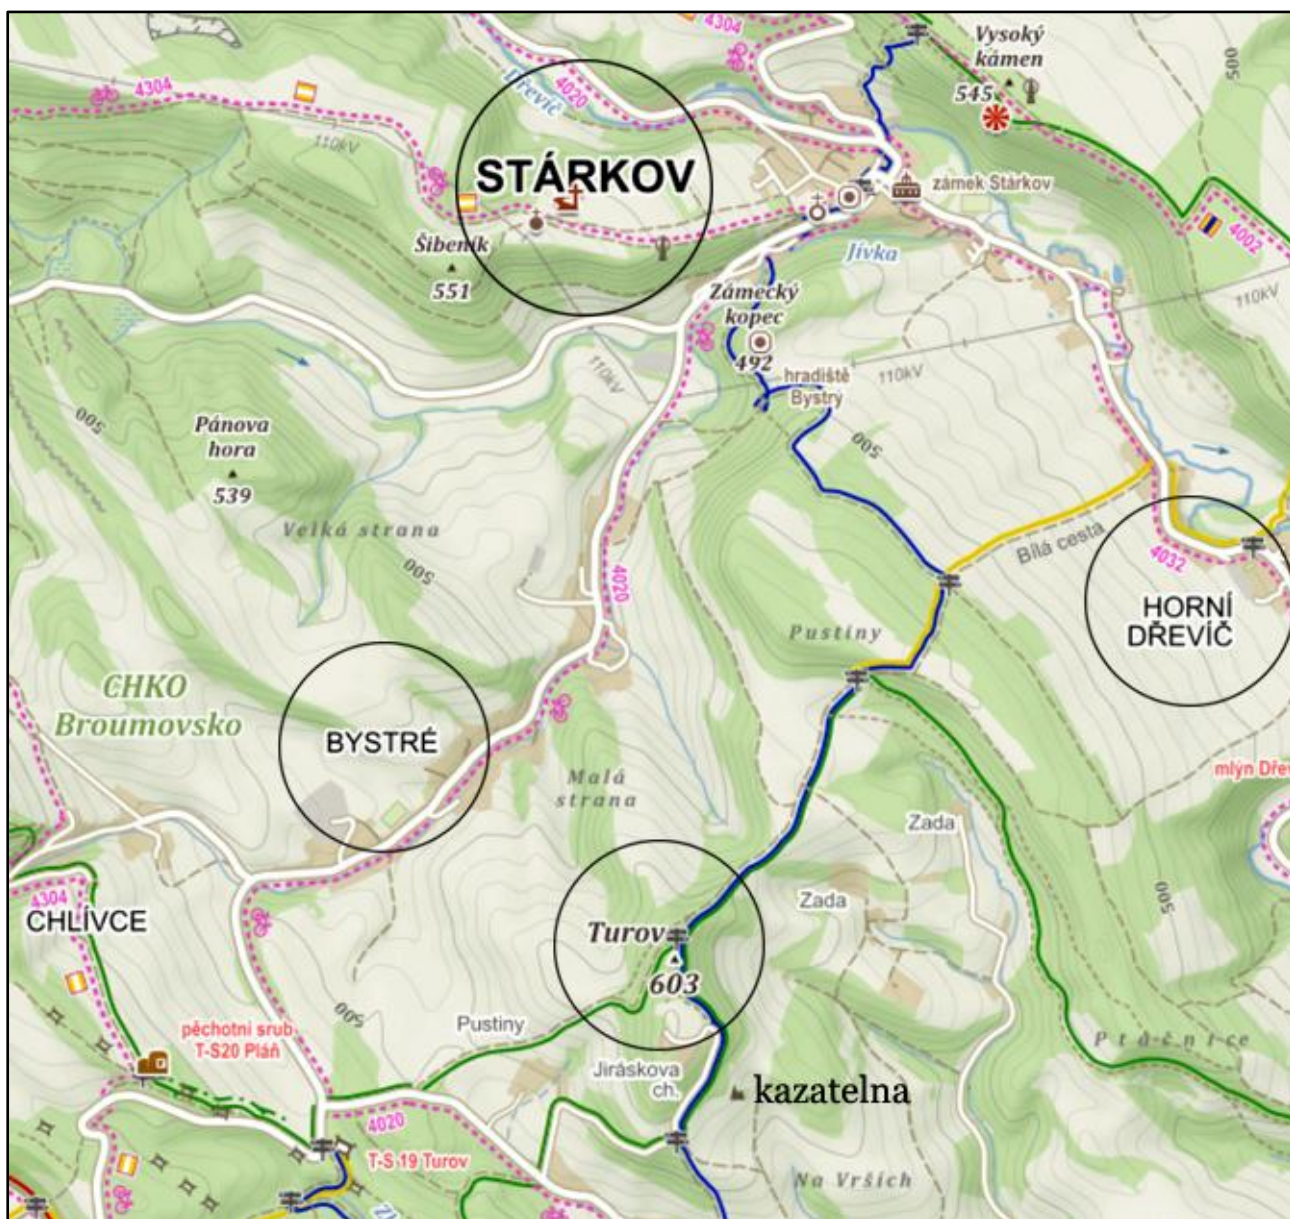 4304
Vysoký
kámen
545
500
4304
4020
Dřevíč
110kV
STÁRKOV
zámek Stárkov
4002
Šibeník
551
Jívka
Zámecký
kopec
492
110kV
110kV
110kV
hradiště
Bystrý
500
500
Pánova
hora
539
Velká strana
500
4020
Bílá cesta
4032
HORNÍ
DŘEVÍČ
Pustiny
CHKO
Broumovsko
BYSTRÉ
Malá
strana
mlýn Dřev
Zada
Zada
500
4304
CHLÍVCE
Turov
603
500
pěchotní srub
T-S20 Pláň
Pustiny
Ptáčnice
Jiráskova
ch.
kazatelna
4020
T-S 19 Turov
Na Vrších